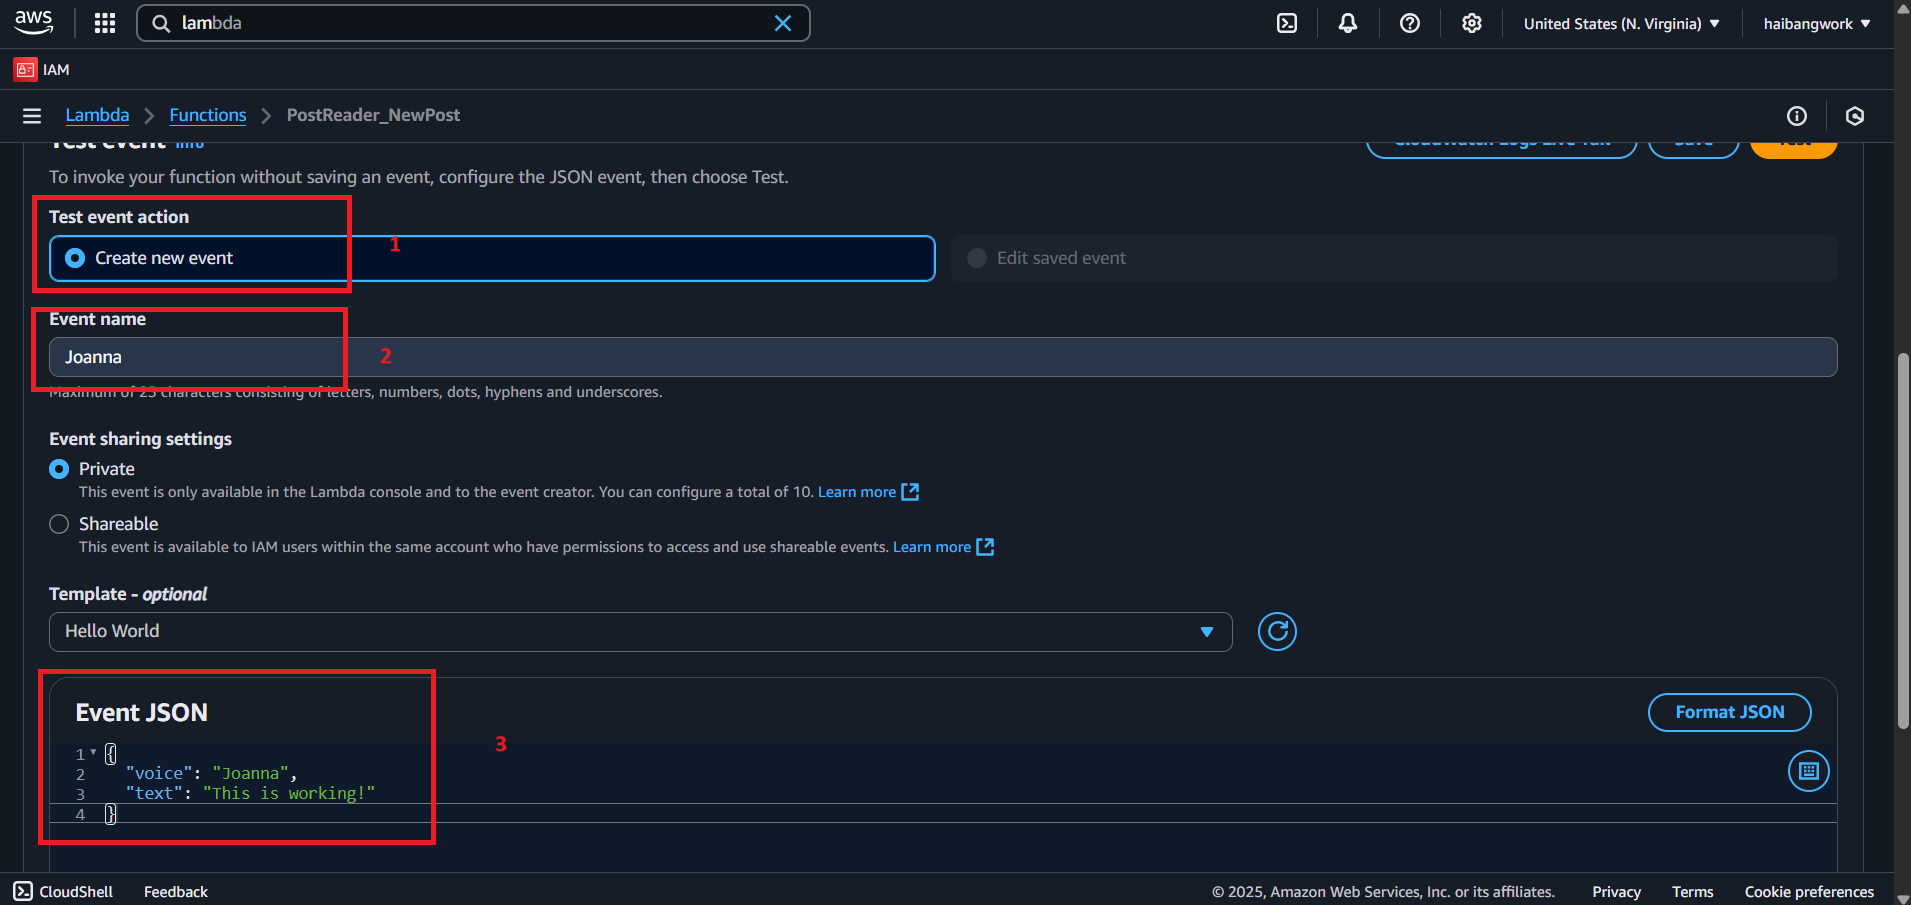 aws
lambda
United States (N. Virginia)
haibangwork
IAM
Lambda
Functions
PostReader_NewPost
Test event Info
CloudWatch Logs Live Tail
Save
Test
To invoke your function without saving an event, configure the JSON event, then choose Test.
Test event action
1
Create new event
Edit saved event
Event name
Joanna
2
Maximum of 25 characters consisting of letters, numbers, dots, hyphens and underscores.
Event sharing settings
Private
This event is only available in the Lambda console and to the event creator. You can configure a total of 10. Learn more
Shareable
This event is available to IAM users within the same account who have permissions to access and use shareable events. Learn more
Template - optional
Hello World
Event JSON
Format JSON
3
1 {
2 "voice": "Joanna",
3 "text": "This is working!"
4 }
CloudShell
Feedback
© 2025, Amazon Web Services, Inc. or its affiliates.
Privacy
Terms
Cookie preferences